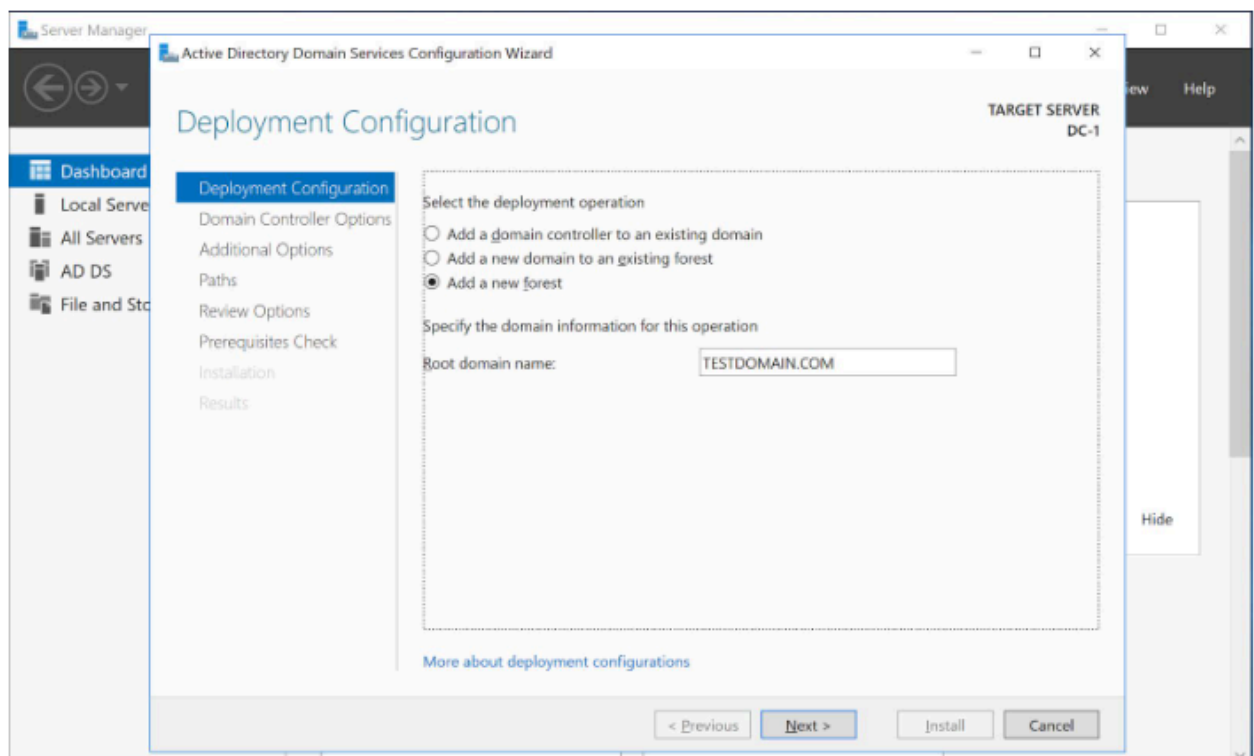 Server Manager
Active Directory Domain Services Configuration Wizard
Help
Deployment Configuration
TARGET SERVER
DC-1
Dashboard
Local Serve
All Servers
AD DS
File and Sto
Deployment Configuration
Domain Controller Options
Additional Options
Paths
Review Options
Prerequisites Check
Installation
Results
Select the deployment operation
Add a domain controller to an existing domain
Add a new domain to an existing forest
Add a new forest
Specify the domain information for this operation
Root domain name:
TESTDOMAIN.COM
Hide
More about deployment configurations
< Previous
Next >
Install
Cancel